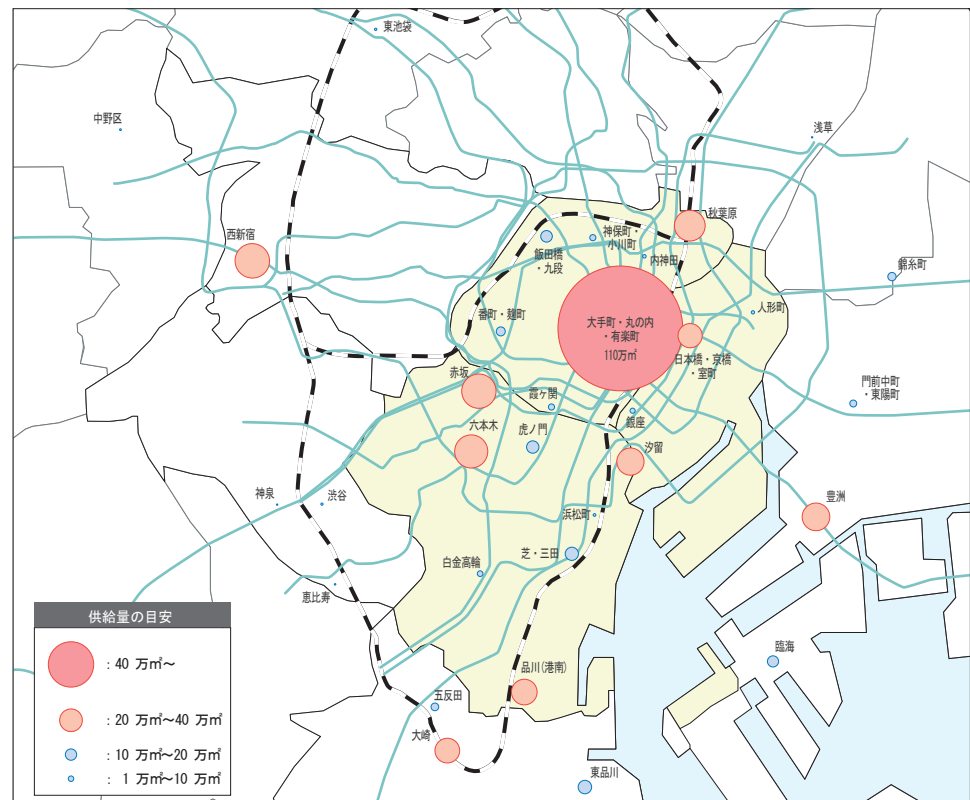 東池袋
中野区
浅草
秋葉原
西新宿
神保町・
小川町
飯田橋
・九段
内神田
錦糸町
人形町
番町・麹町
大手町・丸の内
・有楽町
110万㎡
日本橋・京橋
・室町
赤坂
霞ヶ関
門前中町
・東陽町
銀座
六本木
虎ノ門
汐留
神泉
渋谷
豊洲
浜松町
芝・三田
白金高輪
恵比寿
供給量の目安
: 40 万㎡～
: 20 万㎡～40 万㎡
: 10 万㎡～20 万㎡
: 1 万㎡～10 万㎡
臨海
品川(港南)
五反田
大崎
東品川